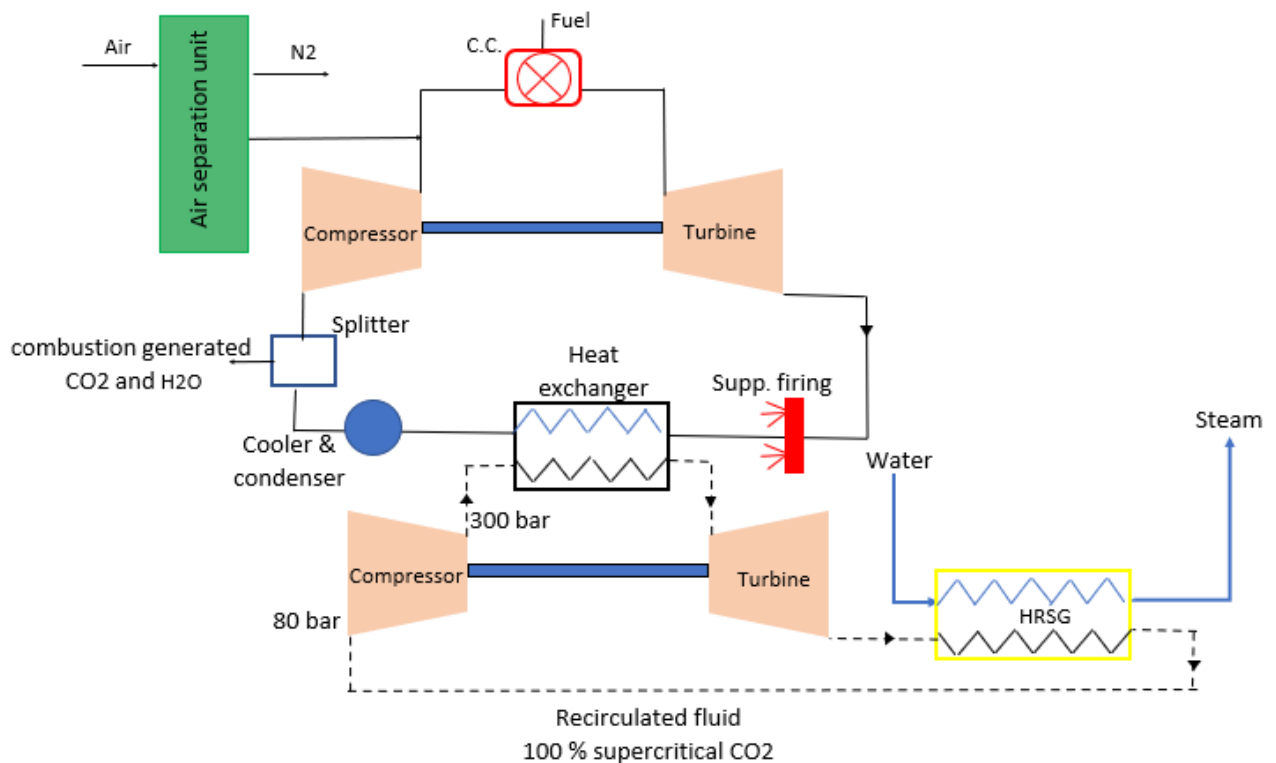 Fuel
Air
N2
C.C.
Air separation unit
Compressor
Turbine
Splitter
combustion generated
CO2 and H2O
Heat
exchanger
Supp. firing
Cooler &
condenser
Water
Steam
300 bar
Compressor
Turbine
80 bar
HRSG
Recirculated fluid
100 % supercritical CO2